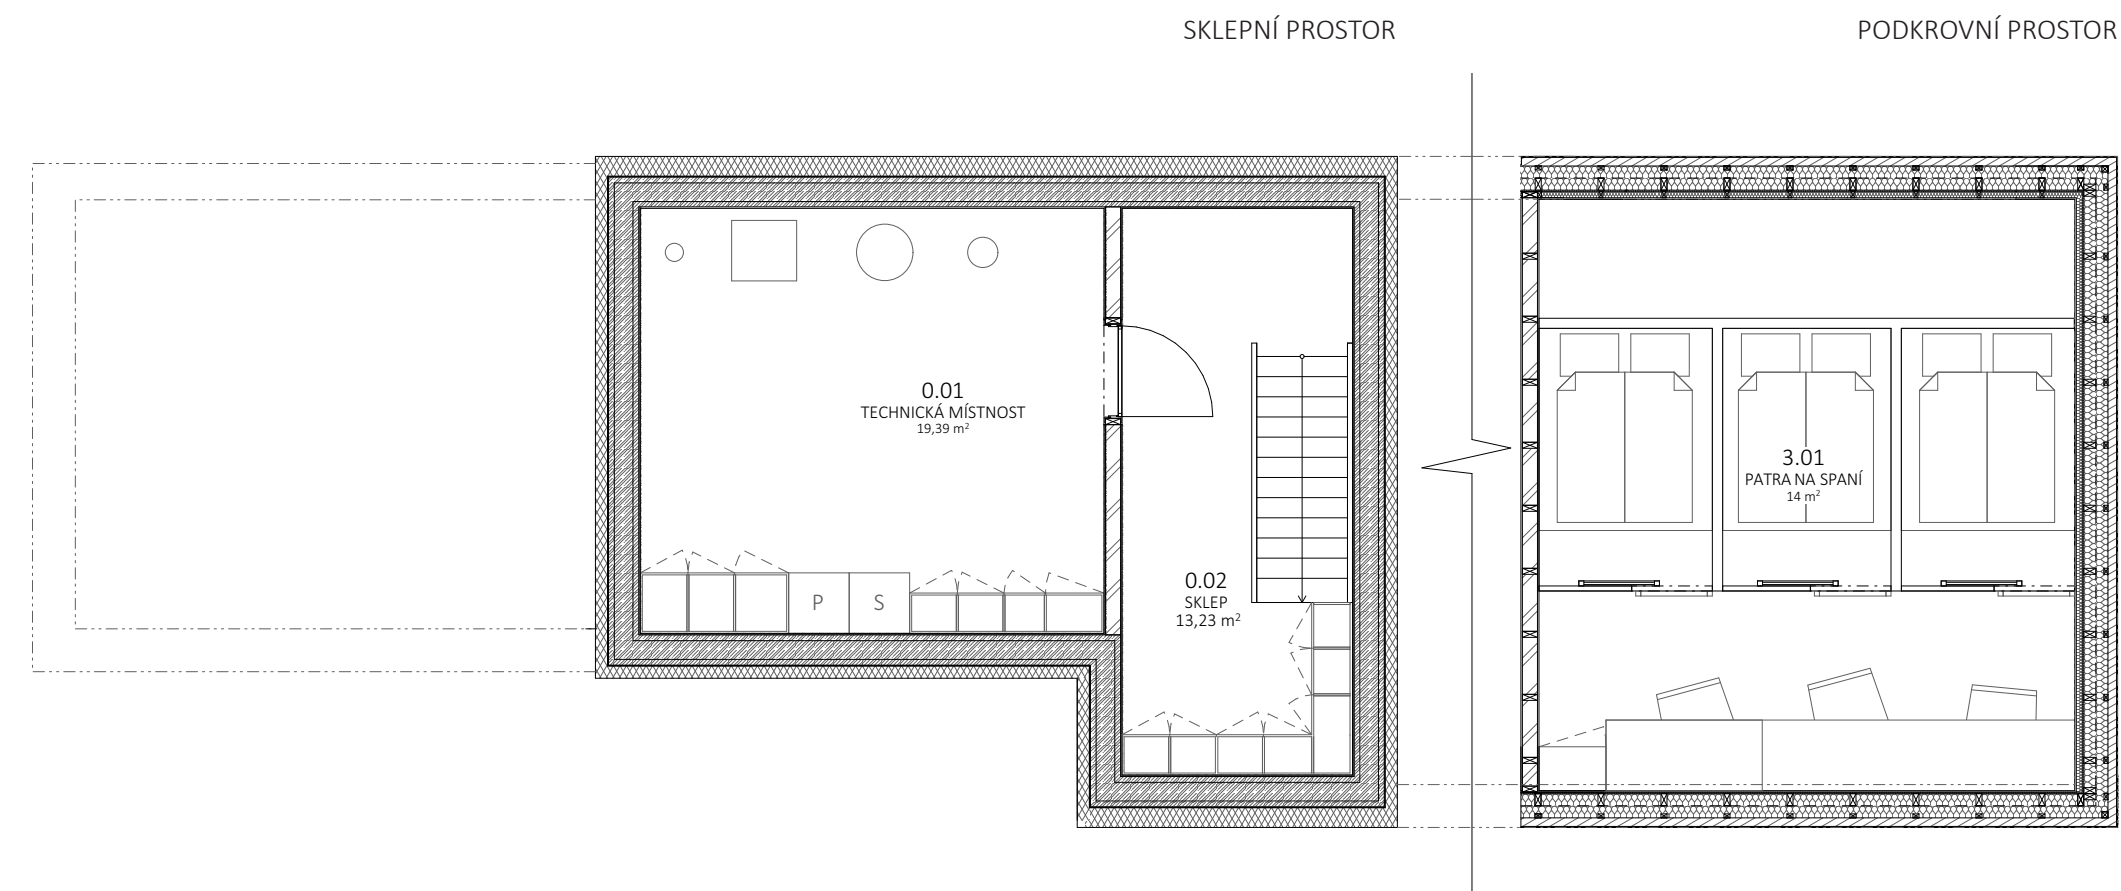 SKLEPNÍ PROSTOR
PODKROVNÍ PROSTOR
0.01
TECHNICKÁ MÍSTNOST
19,39 m²
P
S
0.02
SKLEP
13,23 m²
3.01
PATRA NA SPANÍ
14 m²